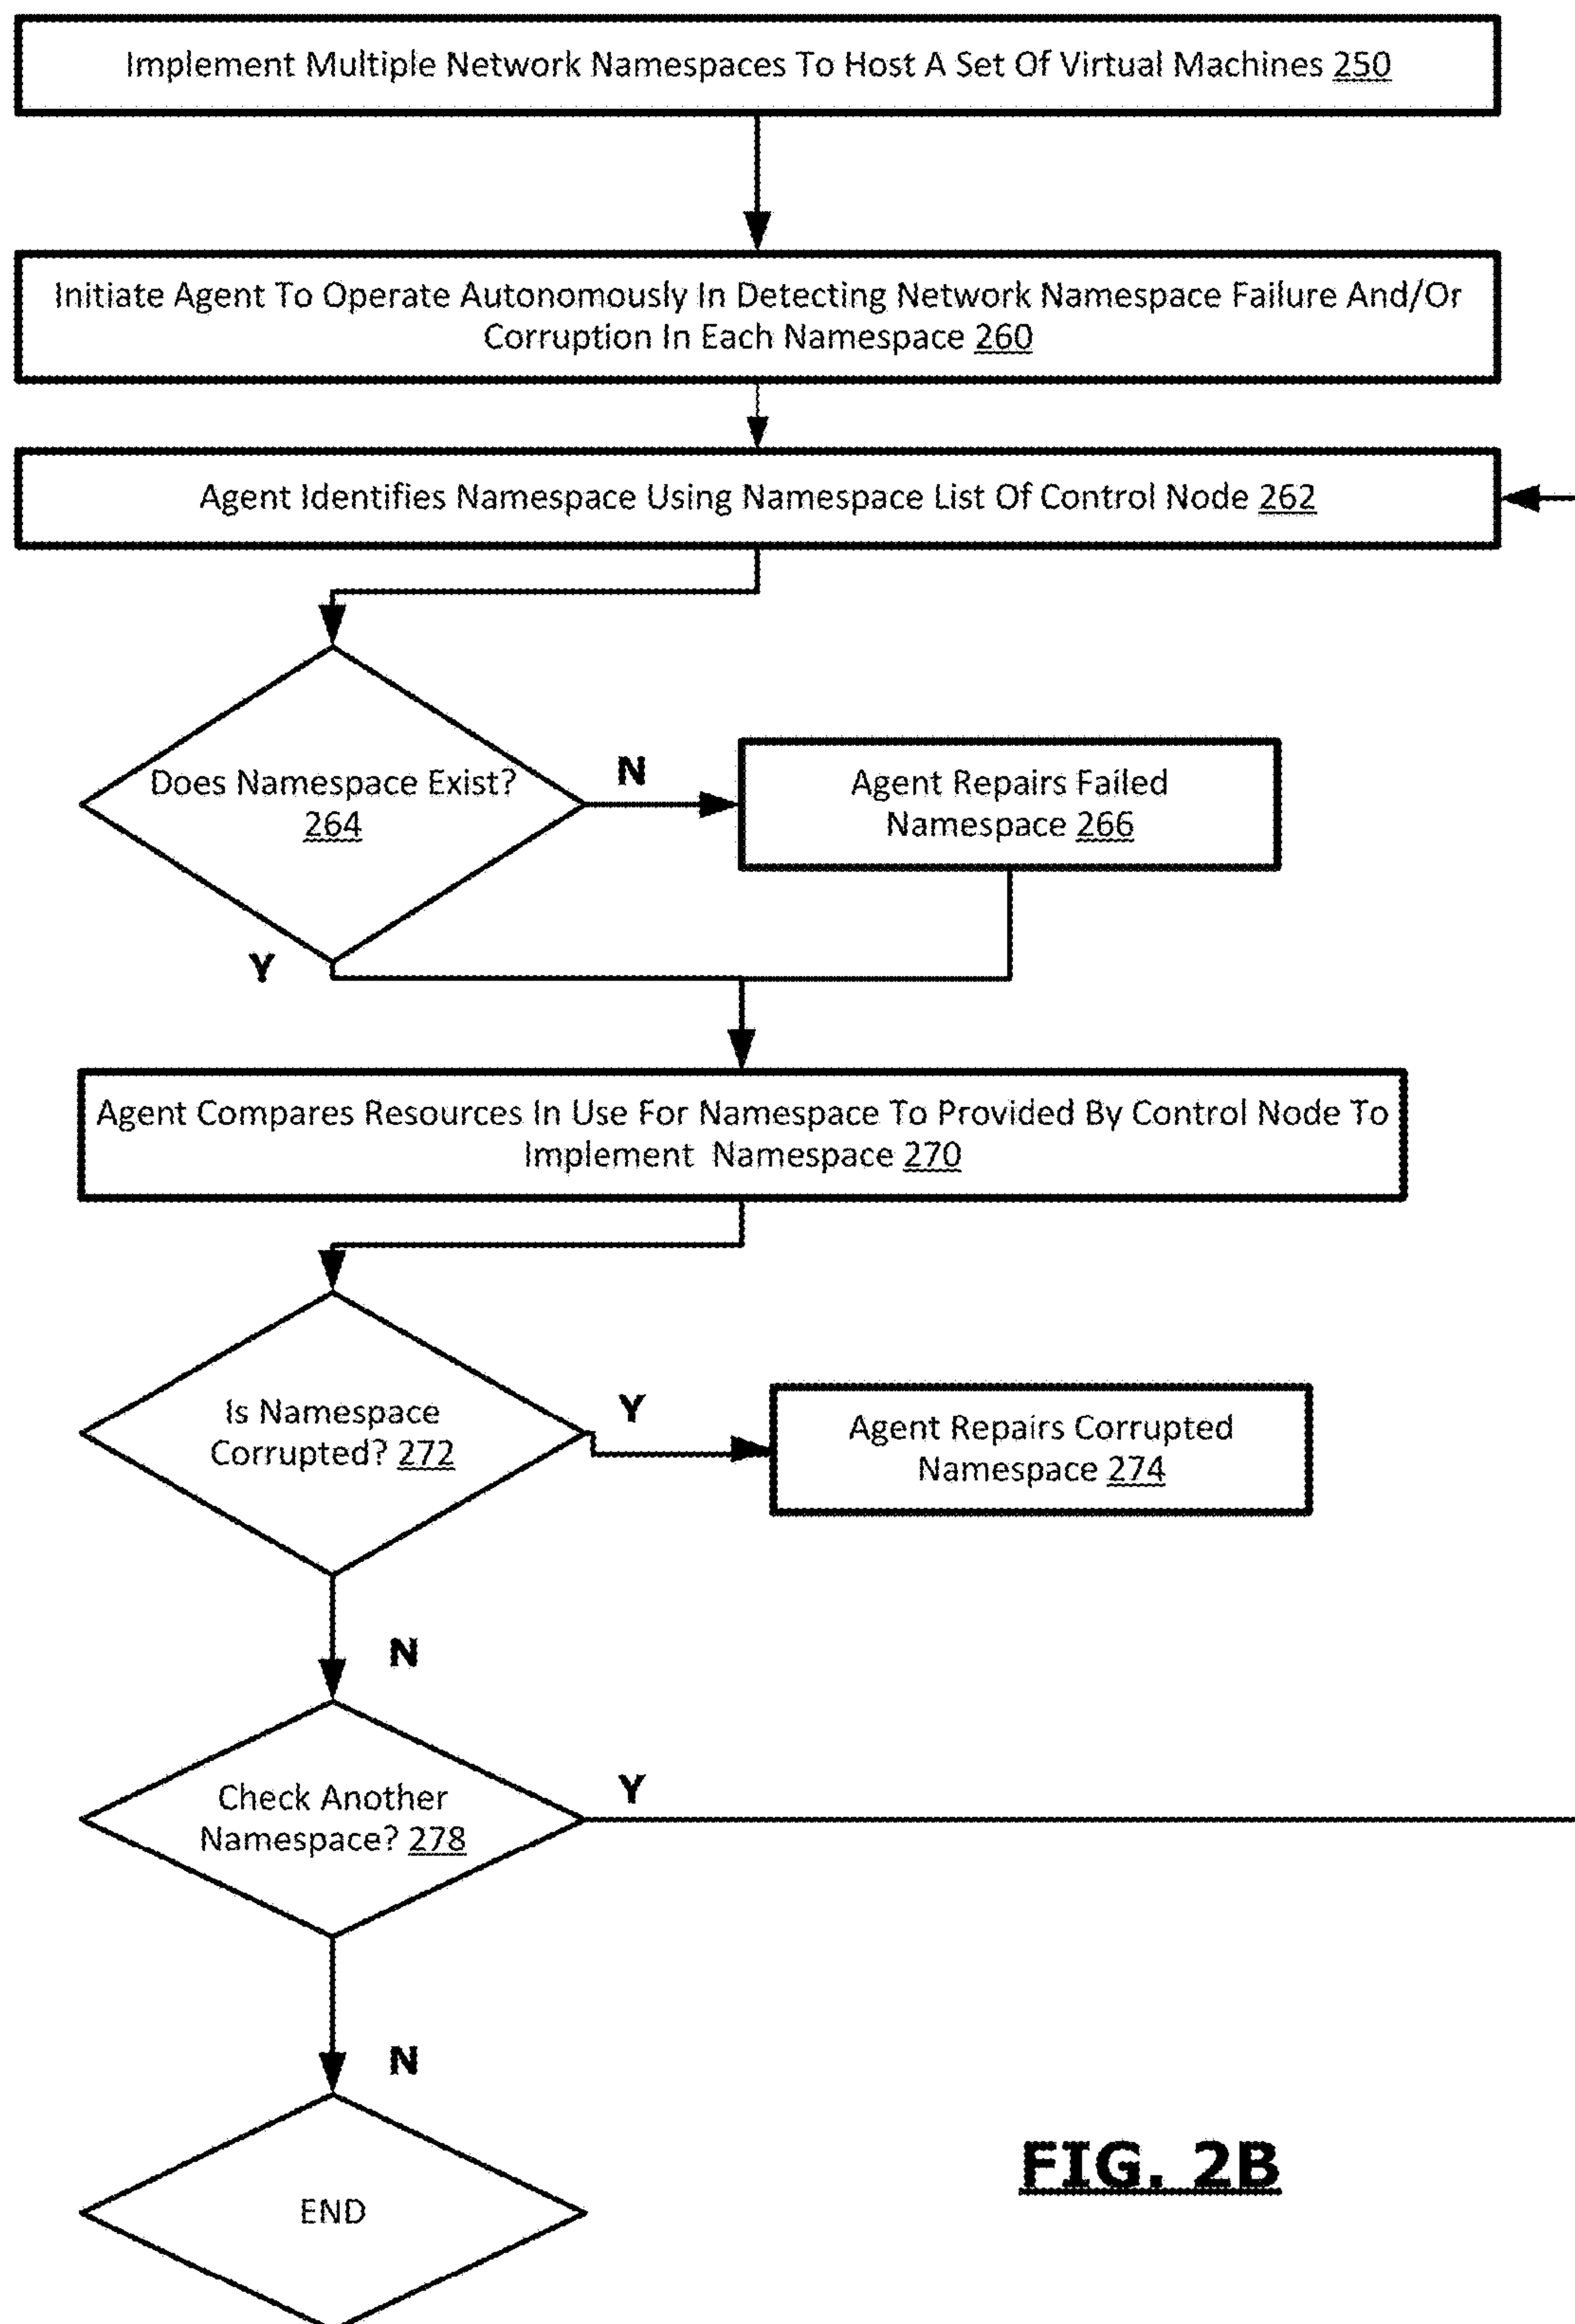 Implement Multiple Network Namespaces To Host A Set Of Virtual Machines 250
Initiate Agent To Operate Autonomously In Detecting Network Namespace Failure And/Or
Corruption In Each Namespace 260
Agent Identifies Namespace Using Namespace List Of Control Node 262
Does Namespace Exist?
264
N
Agent Repairs Failed
Namespace 266
Y
Agent Compares Resources In Use For Namespace To Provided By Control Node To
Implement Namespace 270
Is Namespace
Corrupted? 272
Y
Agent Repairs Corrupted
Namespace 274
N
Check Another
Namespace? 278
Y
N
END
FIG. 2B